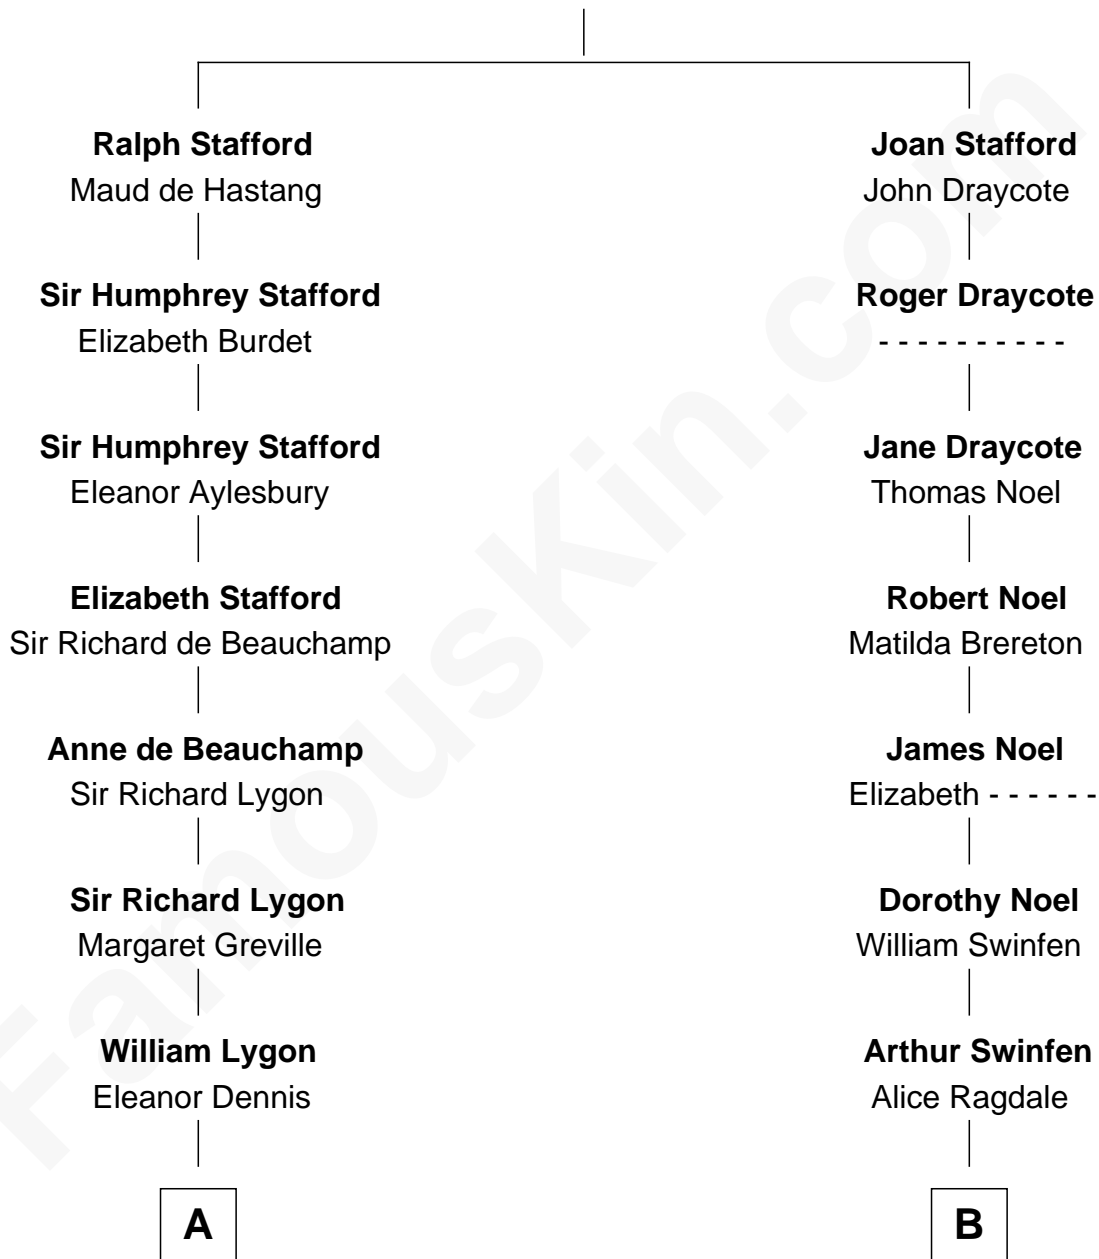 Ralph Stafford
Maud de Hastang
Sir Humphrey Stafford
Elizabeth Burdet
Sir Humphrey Stafford
Eleanor Aylesbury
Elizabeth Stafford
Sir Richard de Beauchamp
Anne de Beauchamp
Sir Richard Lygon
Sir Richard Lygon
Margaret Greville
William Lygon
Eleanor Dennis
A
Joan Stafford
John Draycote
Roger Draycote
- - - - - - - - - -
Jane Draycote
Thomas Noel
Robert Noel
Matilda Brereton
James Noel
Elizabeth - - - - - -
Dorothy Noel
William Swinfen
Arthur Swinfen
Alice Ragdale
B
FamousKin.com